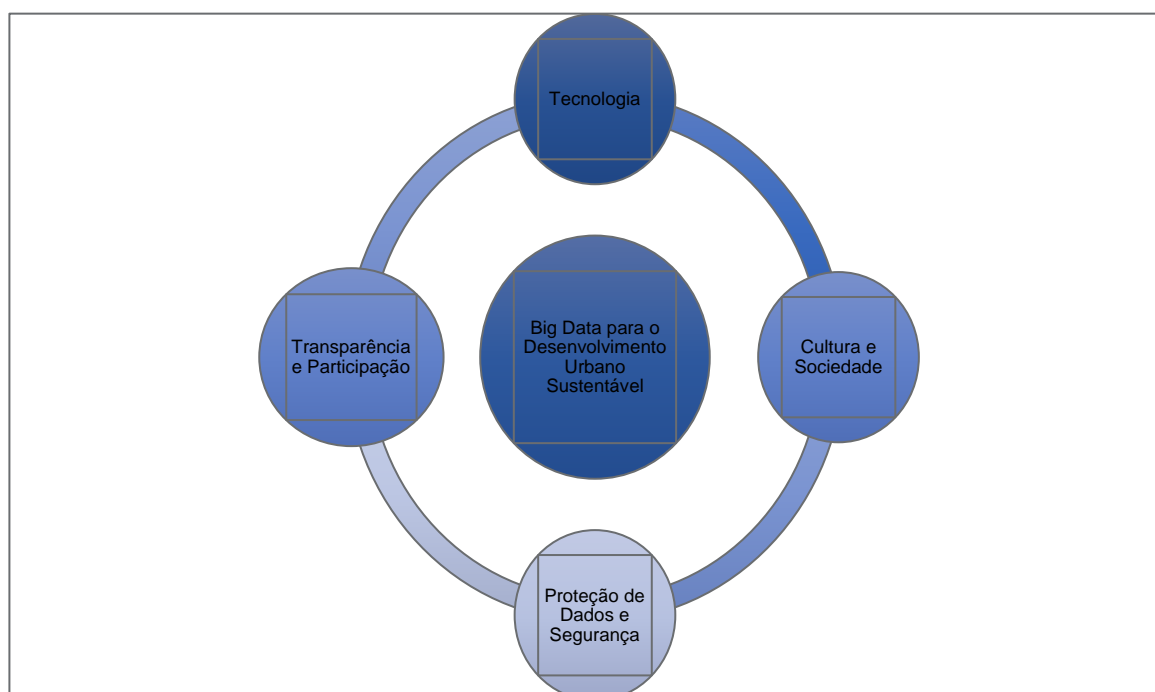 Tecnologia
Transparência
e Participação
Big Data para o
Desenvolvimento
Urbano
Sustentável
Cultura e
Sociedade
Proteção de
Dados e
Segurança